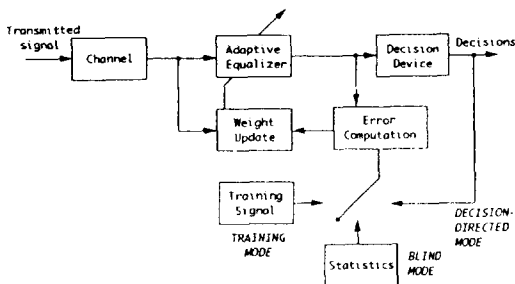 Transmitted
signal
Channel
Adaptive
Equalizer
Decision
Device
Decisions
Weight
Update
Error
Computation
Training
Signal
TRAINING
MODE
DECISION-
DIRECTED
MODE
Statistics
BLIND
MODE